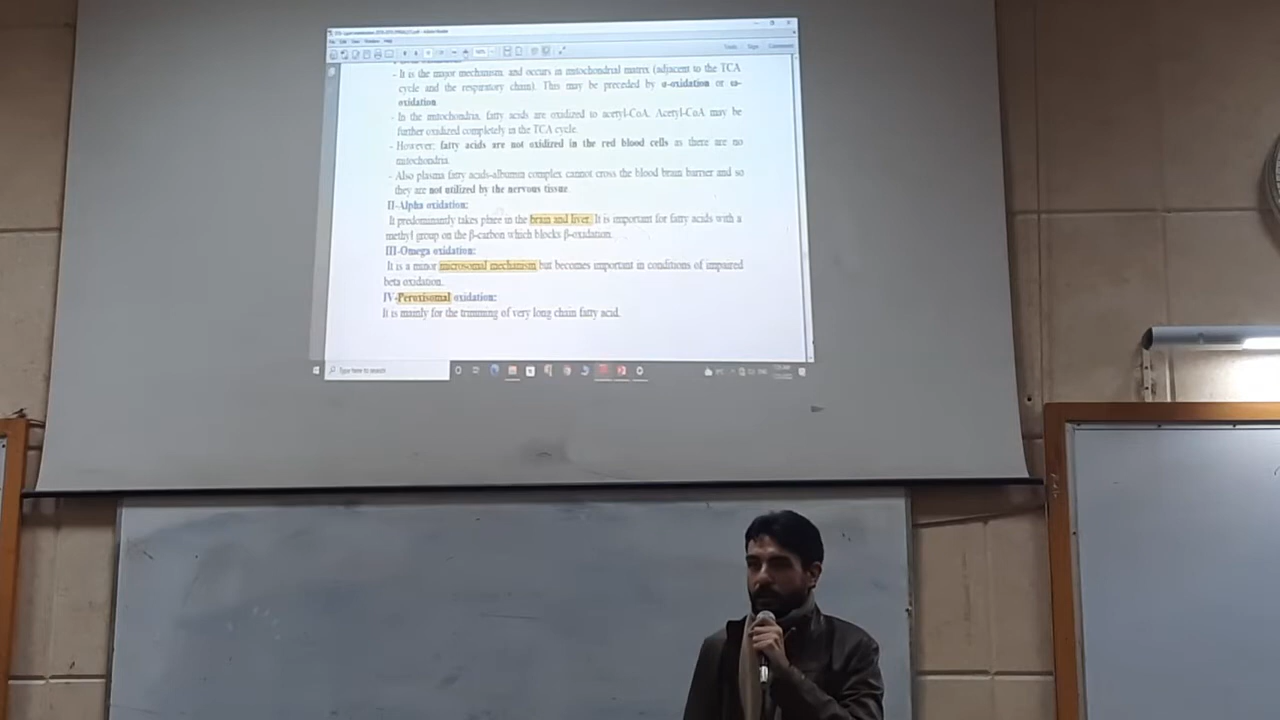 - It is the major mechanism, and occurs in mitochondrial matrix (adjacent to the TCA
cycle and the respiratory chain). This may be preceded by α-oxidation or ω-
oxidation
- In the mitochondria, fatty acids are oxidized to acetyl-CoA. Acetyl-CoA may be
further oxidized completely in the TCA cycle.
- However; fatty acids are not oxidized in the red blood cells as there are no
mitochondria.
- Also plasma fatty acids-albumin complex cannot cross the blood brain barrier and so
they are not utilized by the nervous tissue.
II-Alpha oxidation:
It predominantly takes place in the brain and liver. It is important for fatty acids with a
methyl group on the β-carbon which blocks β-oxidation.
III-Omega oxidation:
It is a minor microsomal mechanism but becomes important in conditions of impaired
beta oxidation.
IV-Peroxisomal oxidation:
It is mainly for the trimming of very long chain fatty acid.
Type here to search